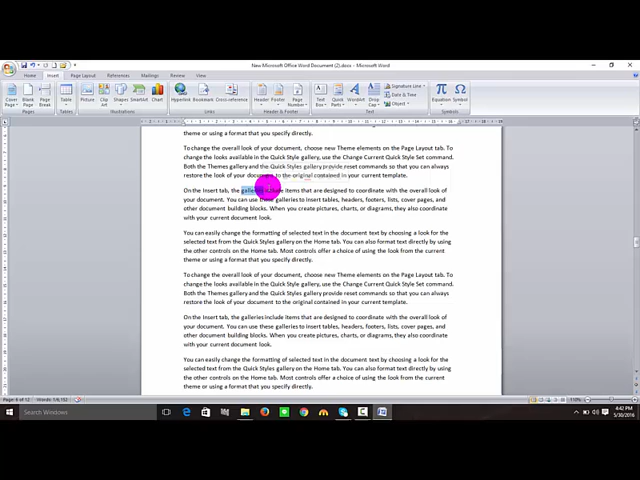 New Microsoft Office Word Document (2).docx - Microsoft Word
Home Insert Page Layout References Mailings Review View
Cover Page Blank Page Page Break Table Picture Clip Art Shapes SmartArt Chart Hyperlink Bookmark Cross-reference Header Footer Page Number Text Box Quick Parts WordArt Drop Cap Signature Line Date & Time Object Equation Symbol
Pages Tables Illustrations Links Header & Footer Text Symbols
theme or using a format that you specify directly.
To change the overall look of your document, choose new Theme elements on the Page Layout tab. To
change the looks available in the Quick Style gallery, use the Change Current Quick Style Set command.
Both the Themes gallery and the Quick Styles gallery provide reset commands so that you can always
restore the look of your document to the original contained in your current template.
On the Insert tab, the galleries include items that are designed to coordinate with the overall look of
your document. You can use these galleries to insert tables, headers, footers, lists, cover pages, and
other document building blocks. When you create pictures, charts, or diagrams, they also coordinate
with your current document look.
You can easily change the formatting of selected text in the document text by choosing a look for the
selected text from the Quick Styles gallery on the Home tab. You can also format text directly by using
the other controls on the Home tab. Most controls offer a choice of using the look from the current
theme or using a format that you specify directly.
To change the overall look of your document, choose new Theme elements on the Page Layout tab. To
change the looks available in the Quick Style gallery, use the Change Current Quick Style Set command.
Both the Themes gallery and the Quick Styles gallery provide reset commands so that you can always
restore the look of your document to the original contained in your current template.
On the Insert tab, the galleries include items that are designed to coordinate with the overall look of
your document. You can use these galleries to insert tables, headers, footers, lists, cover pages, and
other document building blocks. When you create pictures, charts, or diagrams, they also coordinate
with your current document look.
You can easily change the formatting of selected text in the document text by choosing a look for the
selected text from the Quick Styles gallery on the Home tab. You can also format text directly by using
the other controls on the Home tab. Most controls offer a choice of using the look from the current
theme or using a format that you specify directly.
Page: 6 of 12 Words: 110%
Search Windows
4:42 PM
5/30/2016